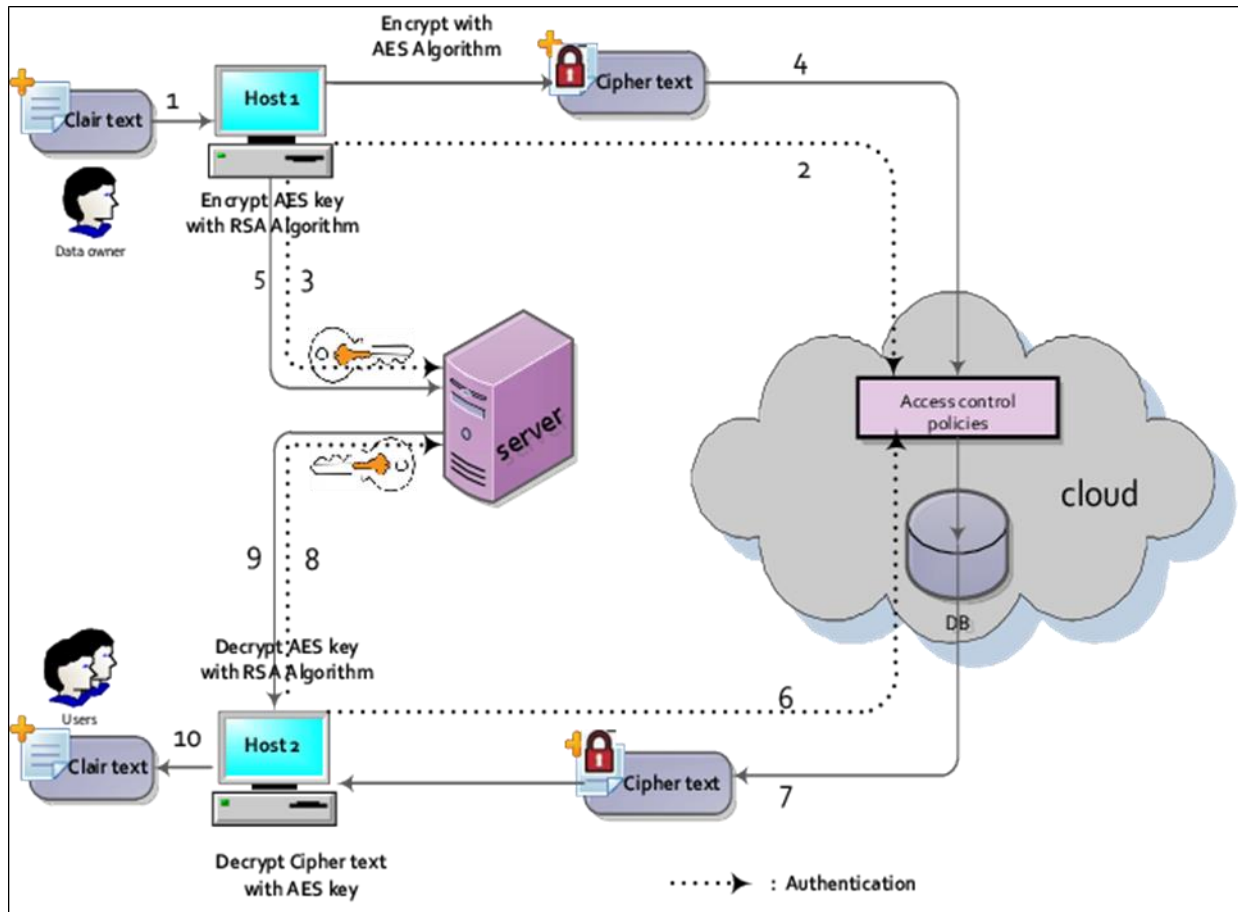 Encrypt with
AES Algorithm
Clair text
1
Host 1
Cipher text
4
2
Data owner
Encrypt AES key
with RSA Algorithm
5
3
server
Access control
policies
cloud
DB
9
8
Decrypt AES key
with RSA Algorithm
Users
6
10
Clair text
Host 2
Cipher text
7
Decrypt Cipher text
with AES key
: Authentication